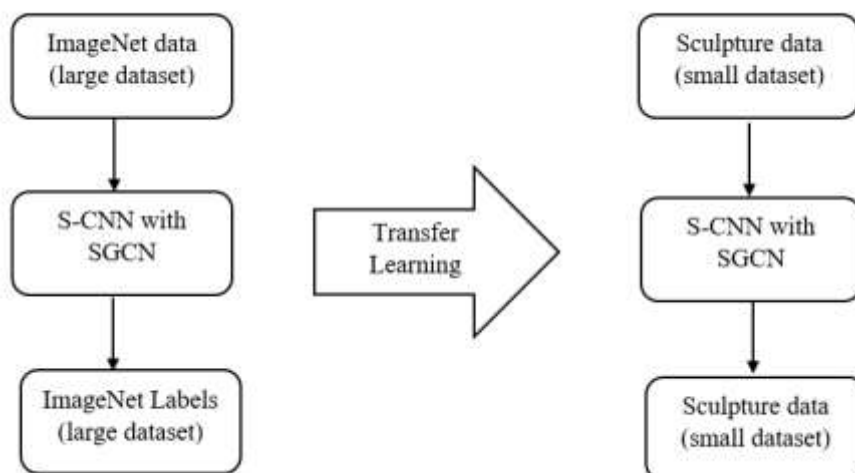 ImageNet data
(large dataset)
S-CNN with
SGCN
ImageNet Labels
(large dataset)
Transfer
Learning
Sculpture data
(small dataset)
S-CNN with
SGCN
Sculpture data
(small dataset)